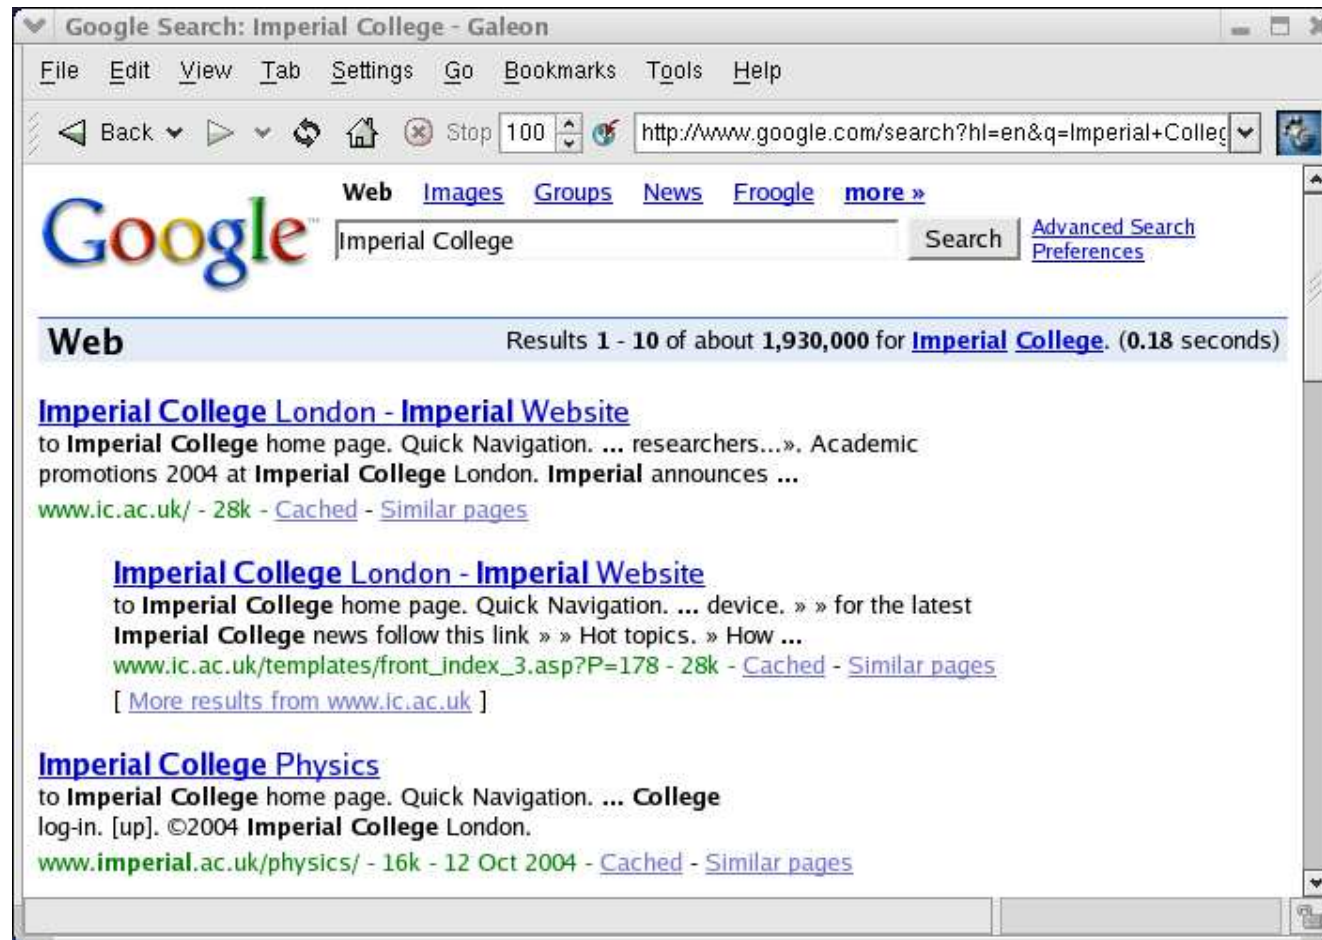 Google Search: Imperial College - Galeon
File Edit View Tab Settings Go Bookmarks Tools Help
Back Stop 100 http://www.google.com/search?hl=en&q=Imperial+Colleg
Web Images Groups News Froogle more »
Google™ Imperial College Search Advanced Search
Preferences
Web Results 1 - 10 of about 1,930,000 for Imperial College. (0.18 seconds)
Imperial College London - Imperial Website
to Imperial College home page. Quick Navigation. ... researchers...». Academic
promotions 2004 at Imperial College London. Imperial announces ...
www.ic.ac.uk/ - 28k - Cached - Similar pages
Imperial College London - Imperial Website
to Imperial College home page. Quick Navigation. ... device. » » for the latest
Imperial College news follow this link » » Hot topics. » How ...
www.ic.ac.uk/templates/front_index_3.asp?P=178 - 28k - Cached - Similar pages
[ More results from www.ic.ac.uk ]
Imperial College Physics
to Imperial College home page. Quick Navigation. ... College
log-in. [up]. ©2004 Imperial College London.
www.imperial.ac.uk/physics/ - 16k - 12 Oct 2004 - Cached - Similar pages